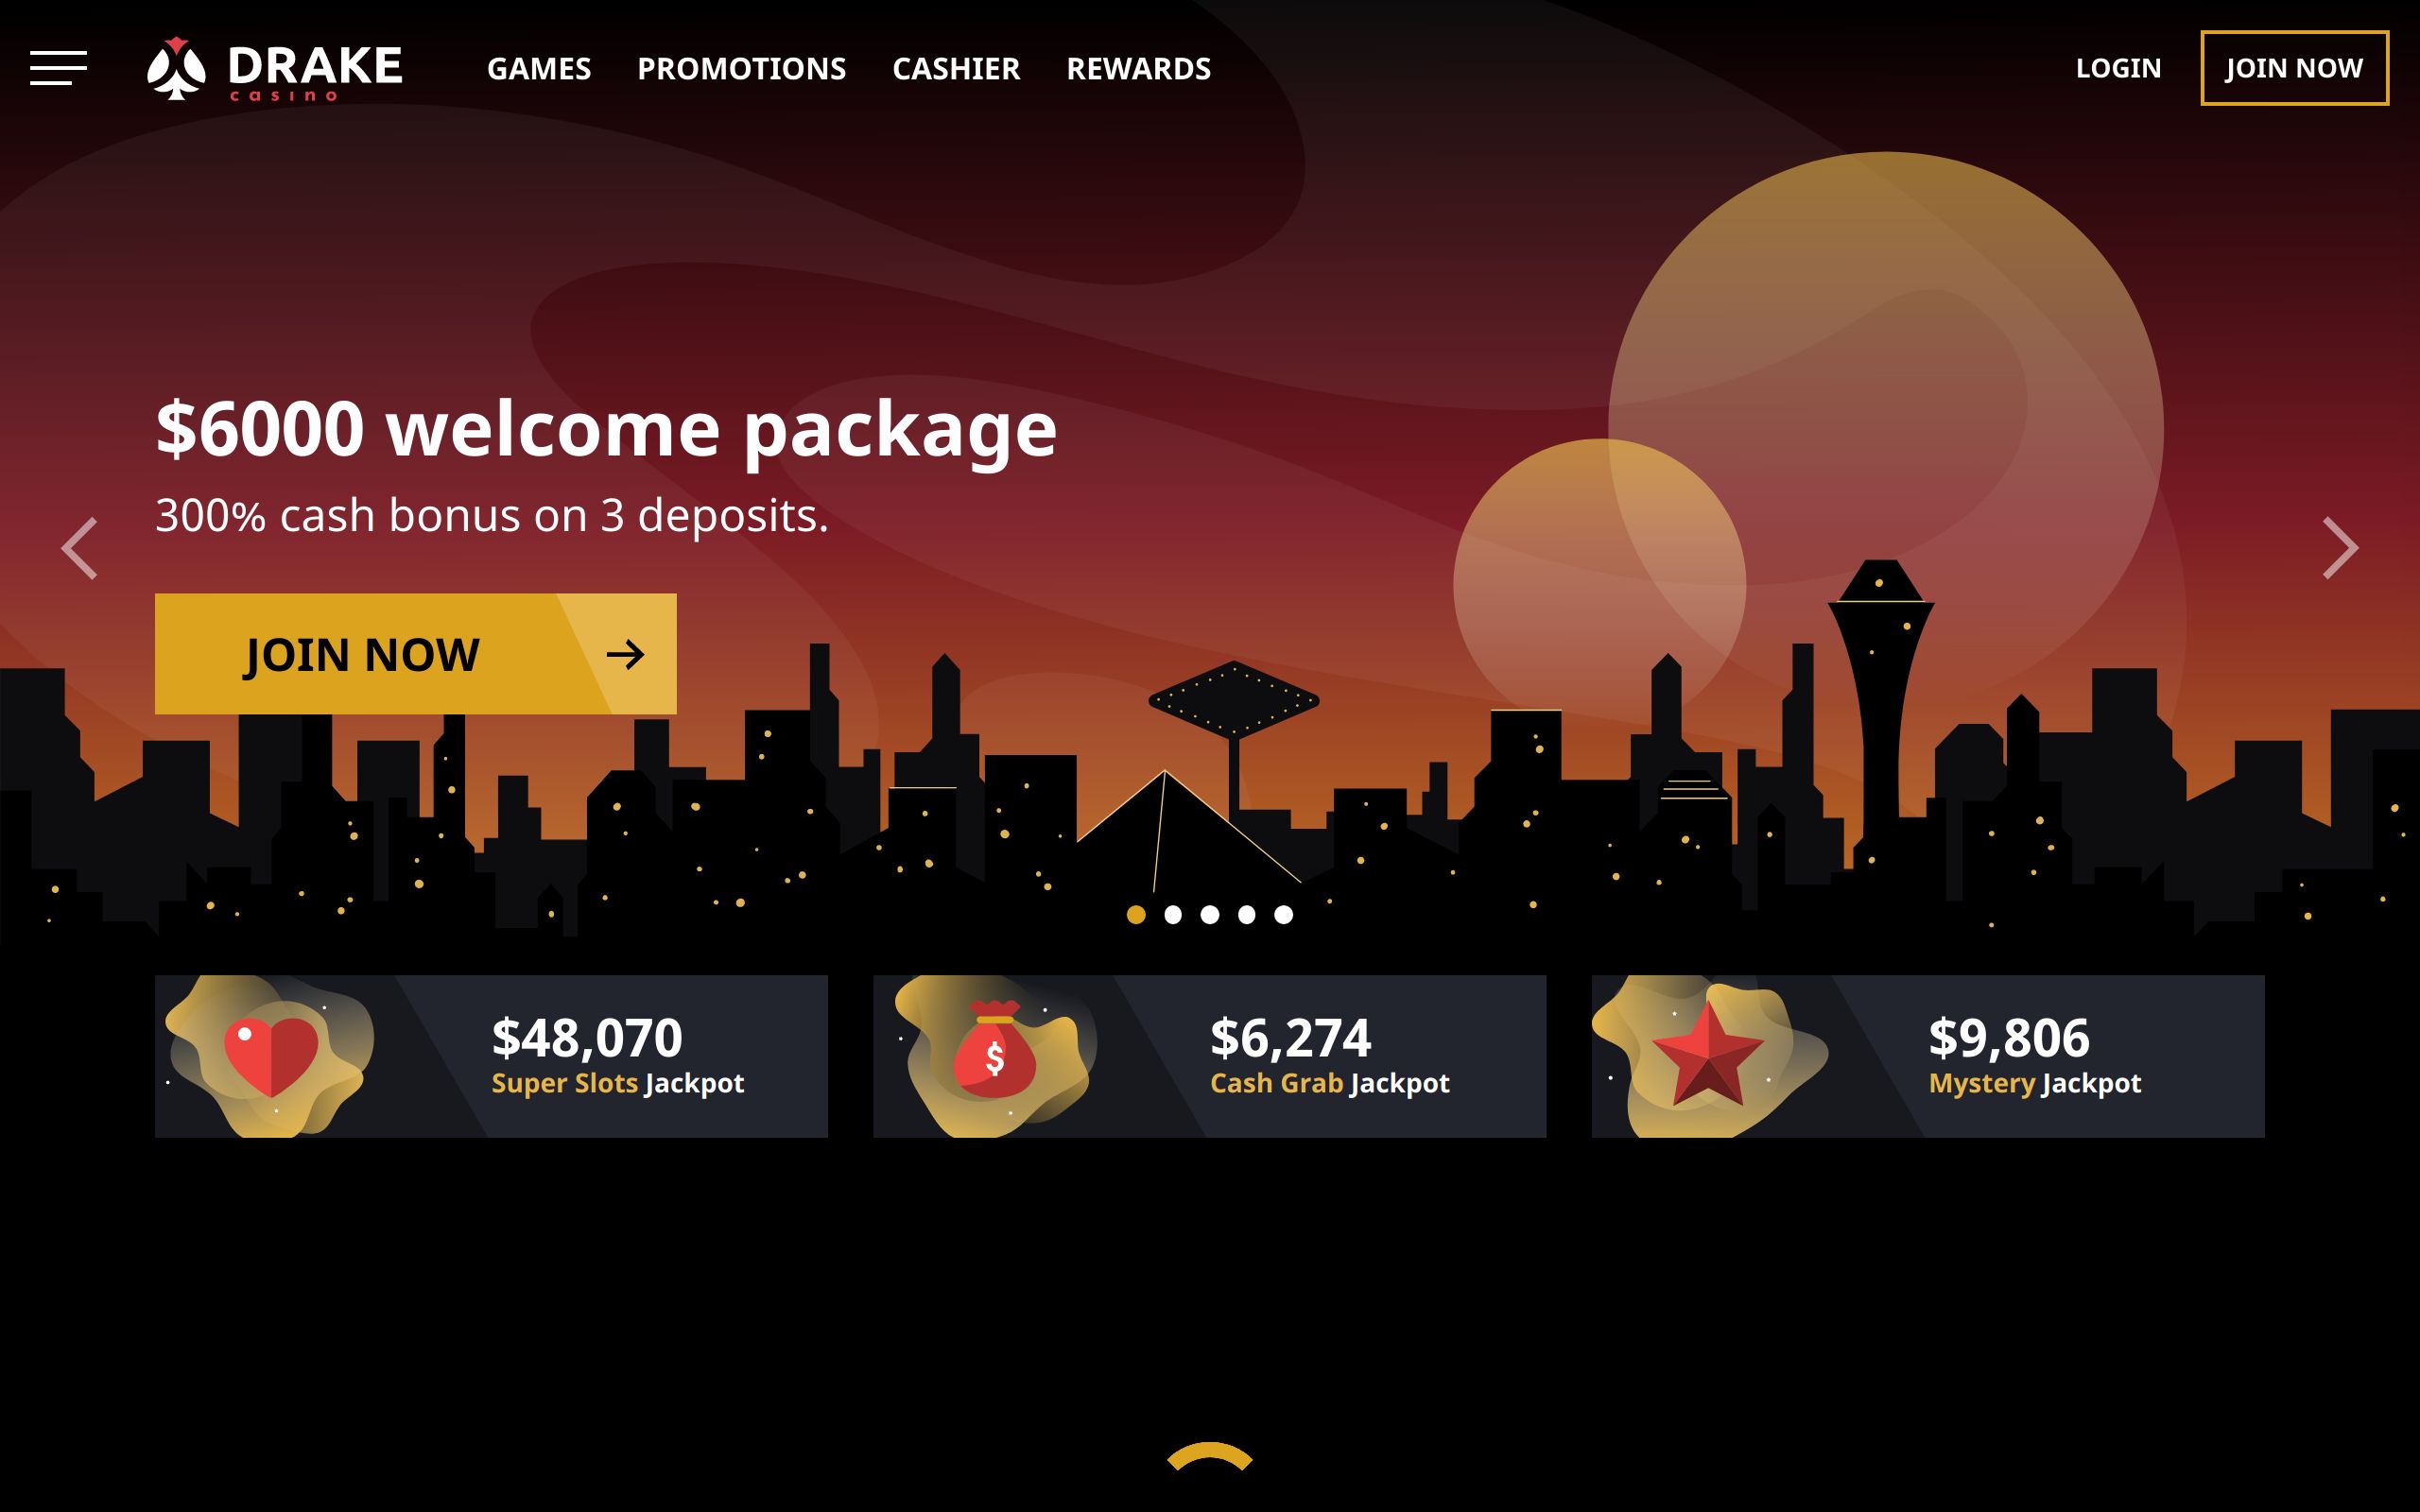 DRAKE
casino
GAMES PROMOTIONS CASHIER REWARDS
LOGIN
JOIN NOW
$6000 welcome package
300% cash bonus on 3 deposits.
JOIN NOW
$
$48,070
Super Slots Jackpot
$6,274
Cash Grab Jackpot
$9,806
Mystery Jackpot